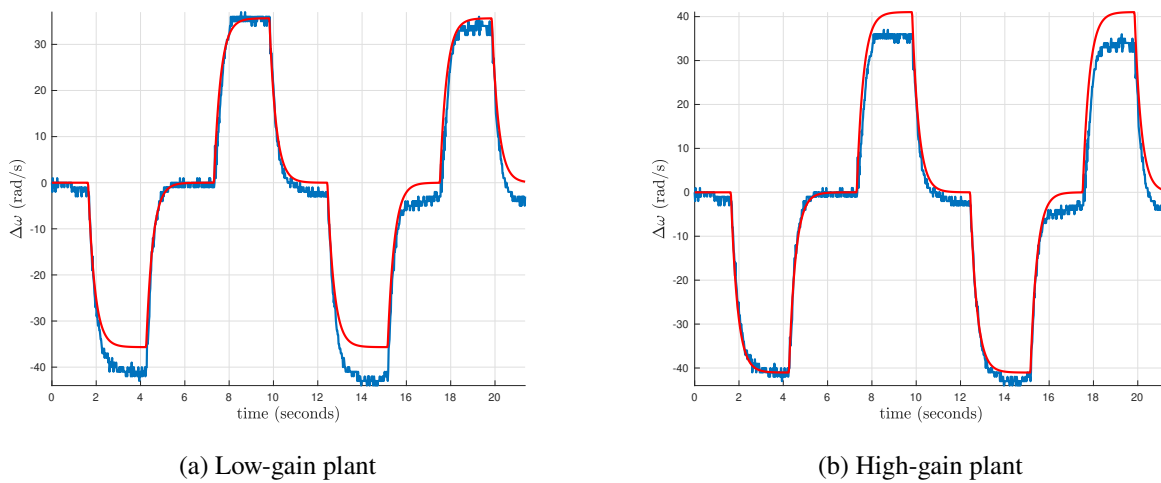 30
20
10
0
-10
-20
-30
-40
Δω (rad/s)
0 2 4 6 8 10 12 14 16 18 20
time (seconds)
(a) Low-gain plant
40
30
20
10
0
-10
-20
-30
-40
Δω (rad/s)
0 2 4 6 8 10 12 14 16 18 20
time (seconds)
(b) High-gain plant